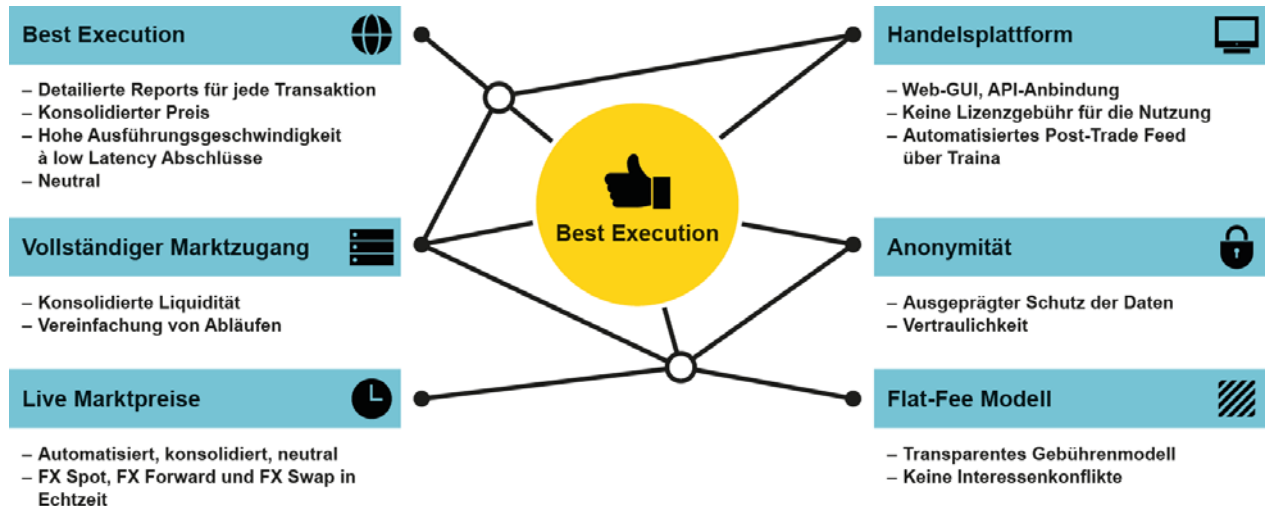 Best Execution
– Detailierte Reports für jede Transaktion
– Konsolidierter Preis
– Hohe Ausführungsgeschwindigkeit
à low Latency Abschlüsse
– Neutral
Vollständiger Marktzugang
– Konsolidierte Liquidität
– Vereinfachung von Abläufen
Live Marktpreise
– Automatisiert, konsolidiert, neutral
– FX Spot, FX Forward und FX Swap in
Echtzeit
Best Execution
Handelsplattform
– Web-GUI, API-Anbindung
– Keine Lizenzgebühr für die Nutzung
– Automatisiertes Post-Trade Feed
über Traina
Anonymität
– Ausgeprägter Schutz der Daten
– Vertraulichkeit
Flat-Fee Modell
– Transparentes Gebührenmodell
– Keine Interessenkonflikte